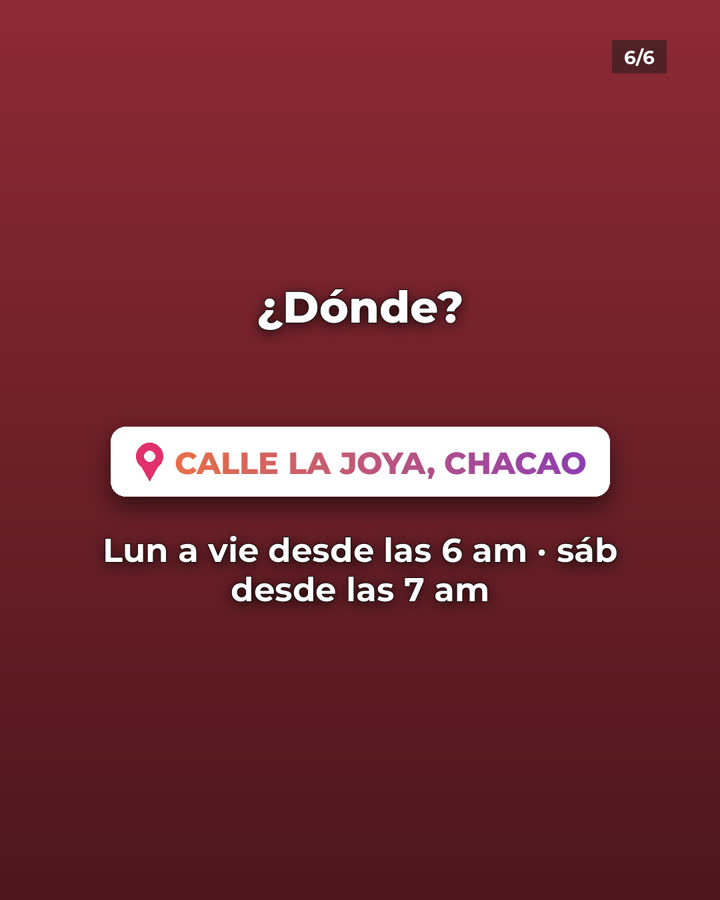 6/6
¿Dónde?
CALLE LA JOYA, CHACAO
Lun a vie desde las 6 am · sáb
desde las 7 am